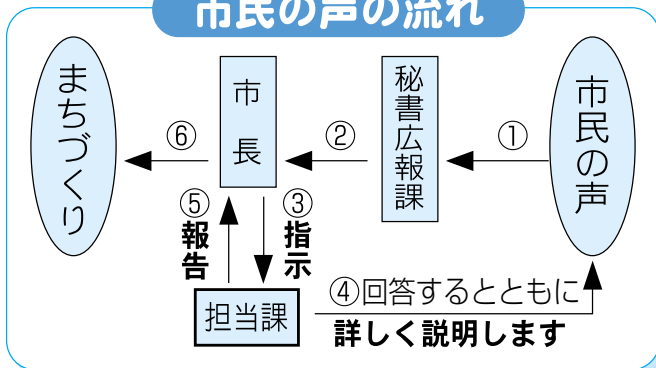 市民の声の流れ
まちづくり
⑥
市長
②
秘書広報課
①
市民の声
⑤
報告
③
指示
担当課
④回答するとともに
詳しく説明します